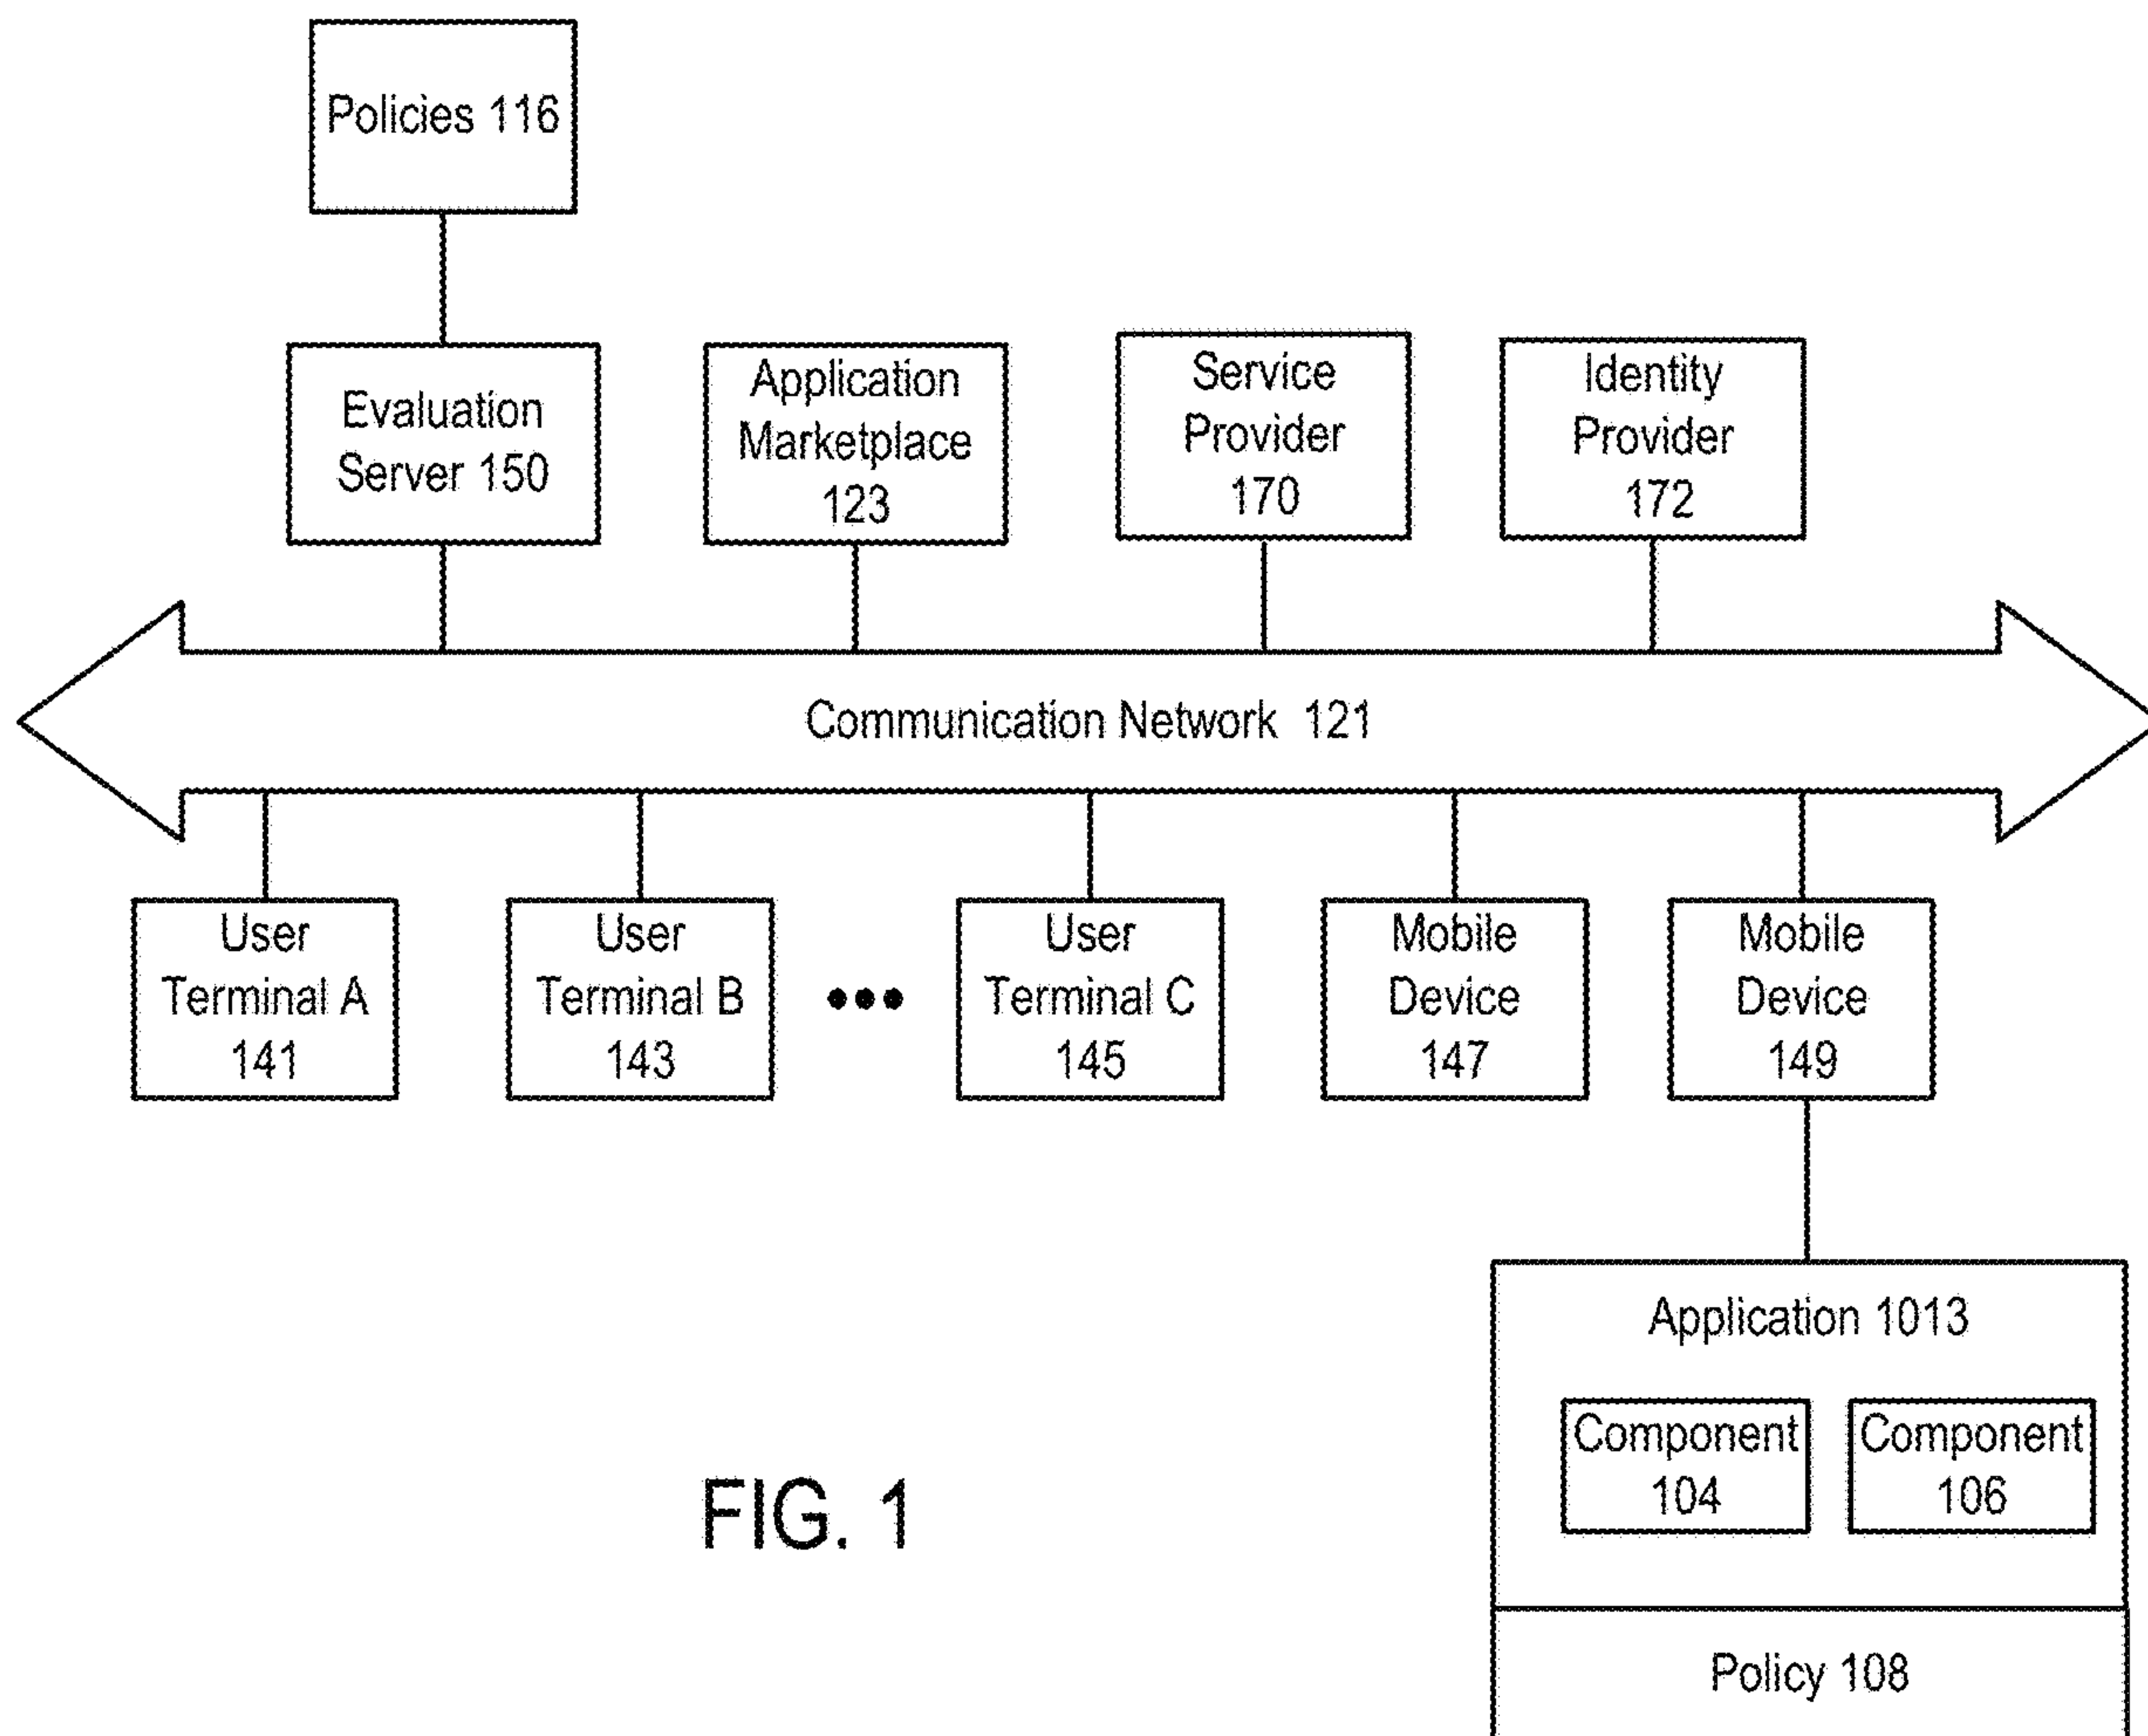 Policies 116
Evaluation
Server 150
Application
Marketplace
123
Service
Provider
170
Identity
Provider
172
Communication Network 121
User
Terminal A
141
User
Terminal B
143
User
Terminal C
145
Mobile
Device
147
Mobile
Device
149
Application 1013
Component
104
Component
106
Policy 108
FIG. 1